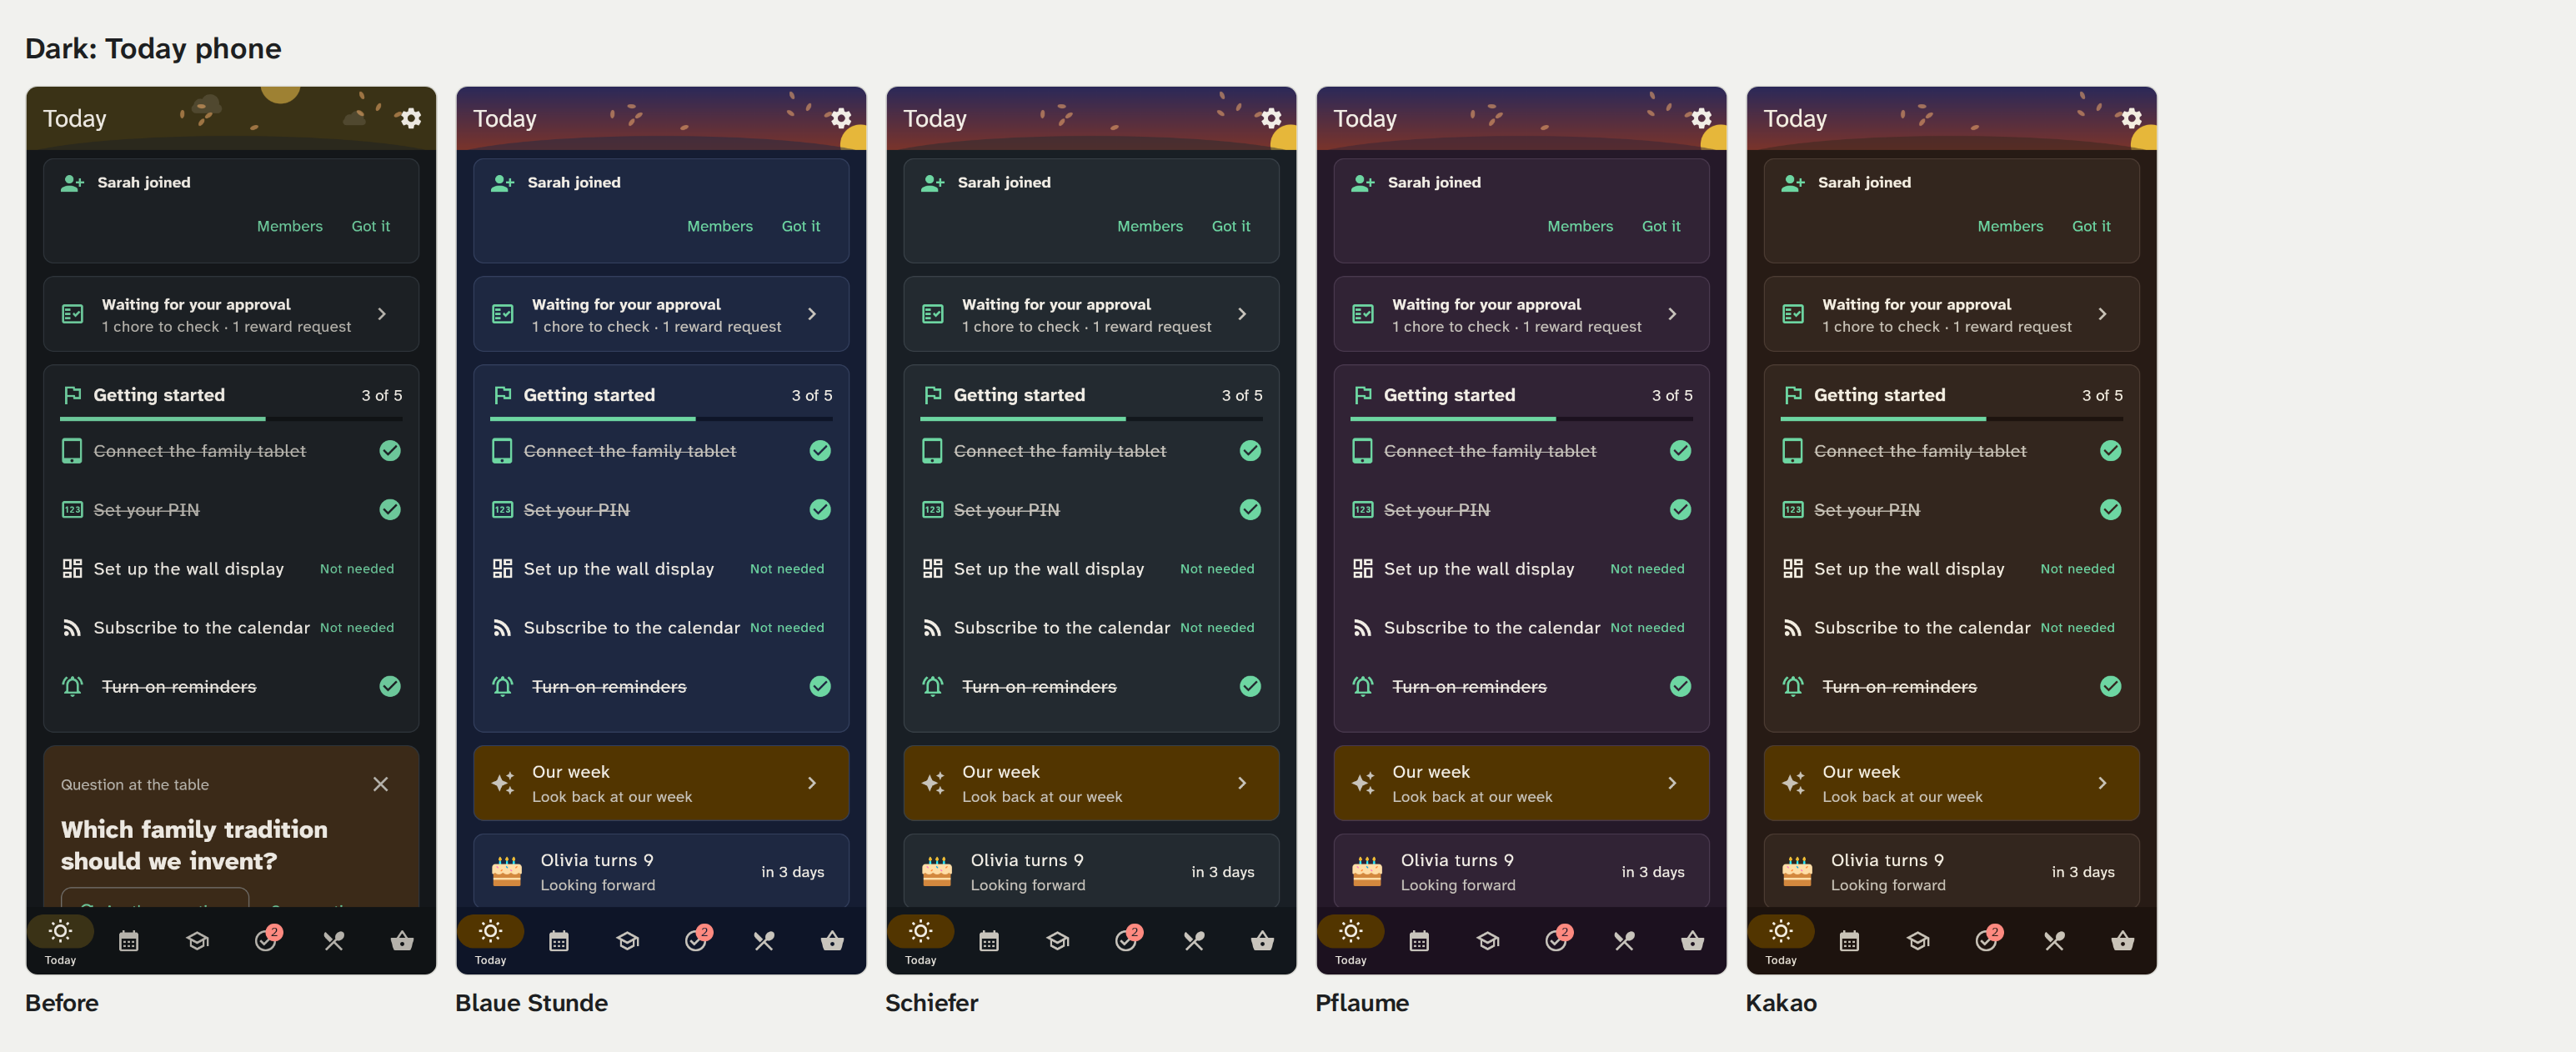 Dark: Today phone
Today
Sarah joined
Members Got it
Waiting for your approval
1 chore to check · 1 reward request
Getting started 3 of 5
Connect the family tablet
123 Set your PIN
Set up the wall display Not needed
Subscribe to the calendar Not needed
Turn on reminders
Question at the table
Which family tradition
should we invent?
2
Today
Before
Today
Sarah joined
Members Got it
Waiting for your approval
1 chore to check · 1 reward request
Getting started 3 of 5
Connect the family tablet
123 Set your PIN
Set up the wall display Not needed
Subscribe to the calendar Not needed
Turn on reminders
Our week
Look back at our week
Olivia turns 9
Looking forward
in 3 days
2
Today
Blaue Stunde
Today
Sarah joined
Members Got it
Waiting for your approval
1 chore to check · 1 reward request
Getting started 3 of 5
Connect the family tablet
123 Set your PIN
Set up the wall display Not needed
Subscribe to the calendar Not needed
Turn on reminders
Our week
Look back at our week
Olivia turns 9
Looking forward
in 3 days
2
Today
Schiefer
Today
Sarah joined
Members Got it
Waiting for your approval
1 chore to check · 1 reward request
Getting started 3 of 5
Connect the family tablet
123 Set your PIN
Set up the wall display Not needed
Subscribe to the calendar Not needed
Turn on reminders
Our week
Look back at our week
Olivia turns 9
Looking forward
in 3 days
2
Today
Pflaume
Today
Sarah joined
Members Got it
Waiting for your approval
1 chore to check · 1 reward request
Getting started 3 of 5
Connect the family tablet
123 Set your PIN
Set up the wall display Not needed
Subscribe to the calendar Not needed
Turn on reminders
Our week
Look back at our week
Olivia turns 9
Looking forward
in 3 days
2
Today
Kakao